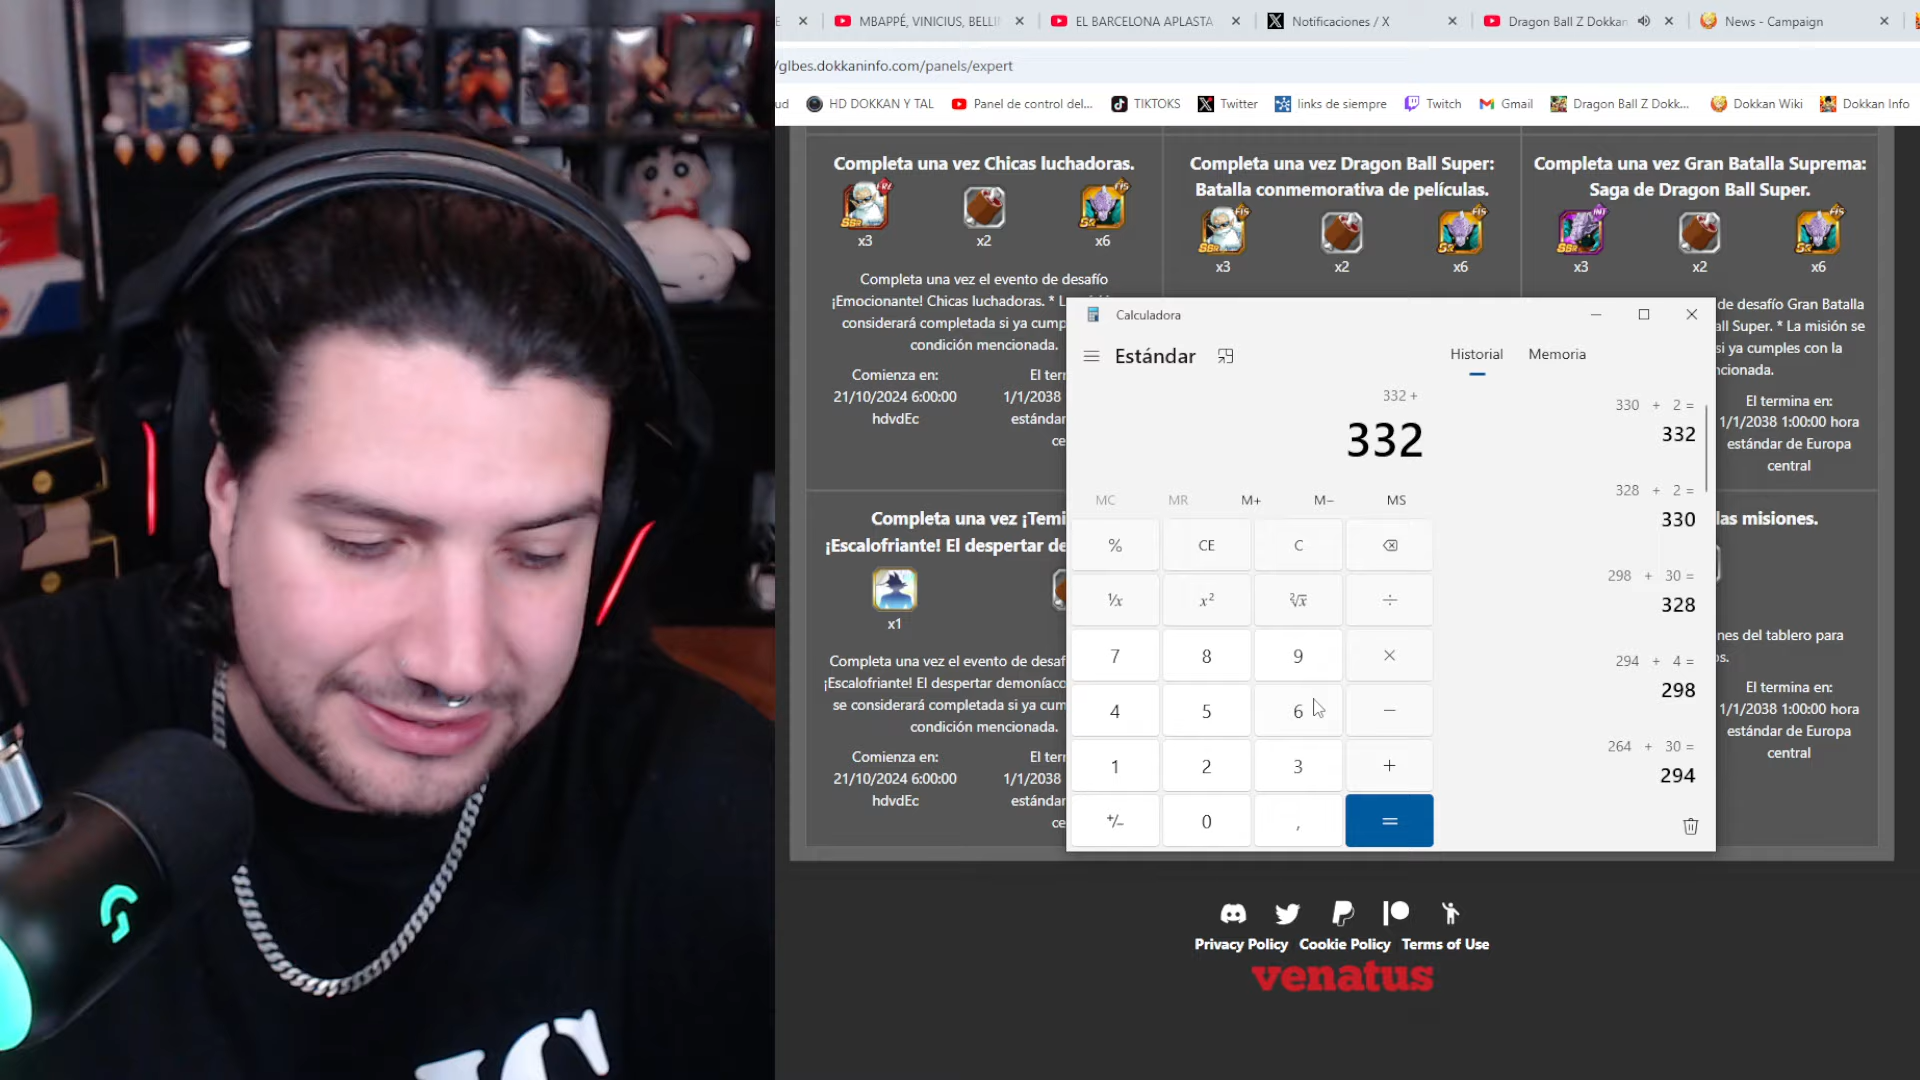 MBAPPÉ, VINICIUS, BELLI
EL BARCELONA APLASTA
Notificaciones / X
Dragon Ball Z Dokkan
News - Campaign
/glbes.dokkaninfo.com/panels/expert
ud
HD DOKKAN Y TAL
Panel de control del...
TIKTOKS
Twitter
links de siempre
Twitch
Gmail
Dragon Ball Z Dokk...
Dokkan Wiki
Dokkan Info
Completa una vez Chicas luchadoras.
x3 x2 x6
Completa una vez el evento de desafío
¡Emocionante! Chicas luchadoras. * L
considerará completada si ya cump
condición mencionada.
Comienza en:
21/10/2024 6:00:00
hdvdEc
El ter
1/1/2038
están
ce
Completa una vez Dragon Ball Super:
Batalla conmemorativa de películas.
x3 x2 x6
Completa una vez Gran Batalla Suprema:
Saga de Dragon Ball Super.
x3 x2 x6
de desafío Gran Batalla
all Super. * La misión se
si ya cumples con la
ncionada.
El termina en:
1/1/2038 1:00:00 hora
estándar de Europa
central
Completa una vez ¡Temi
¡Escalofriante! El despertar de
x1
Completa una vez el evento de desaf
¡Escalofriante! El despertar demoníaco
se considerará completada si ya cum
condición mencionada.
Comienza en:
21/10/2024 6:00:00
hdvdEc
El ter
1/1/2038
están
ce
las misiones.
nes del tablero para
os.
El termina en:
1/1/2038 1:00:00 hora
estándar de Europa
central
Calculadora
Estándar
Historial
Memoria
332 +
332
MC MR M+ M− MS
% CE C
¹/x x² ²√x ÷
7 8 9 ×
4 5 6 −
1 2 3 +
+/− 0 , =
330 + 2 =
332
328 + 2 =
330
298 + 30 =
328
294 + 4 =
298
264 + 30 =
294
Privacy Policy Cookie Policy Terms of Use
venatus